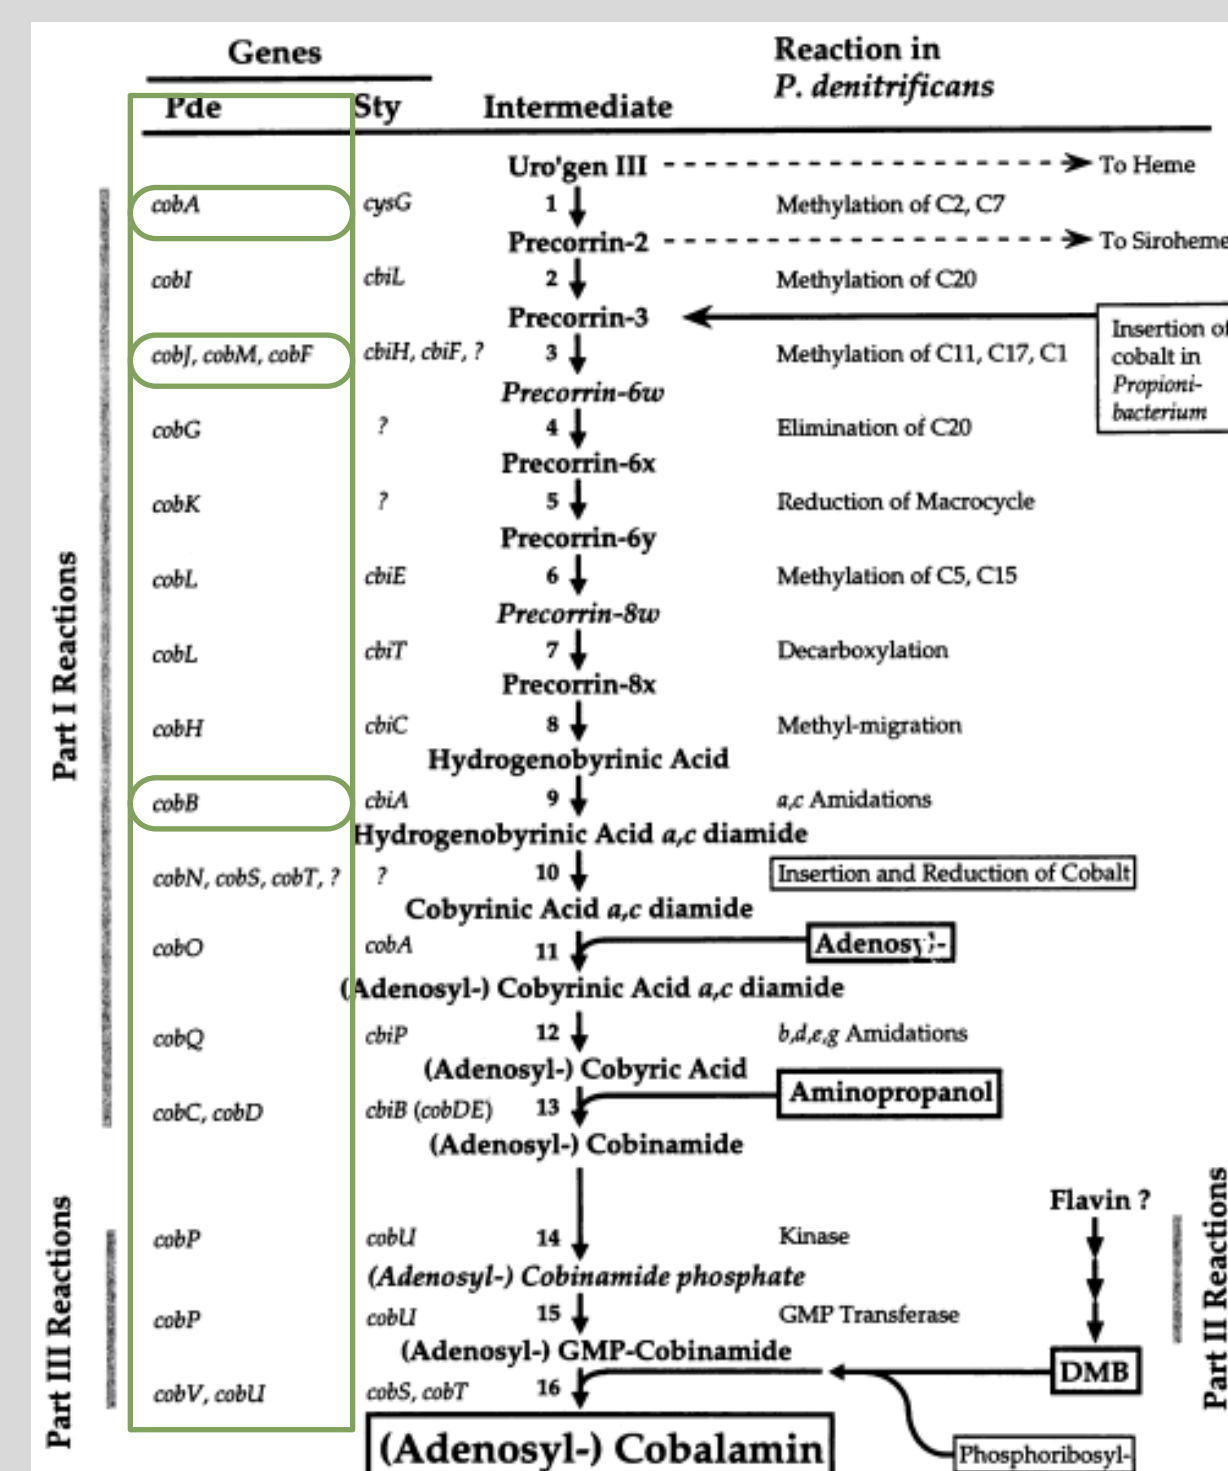 Genes
Reaction in
P. denitrificans
Pde Sty Intermediate
Uro'gen III To Heme
cobA cysG 1 Methylation of C2, C7
Precorrin-2 To Siroheme
cobI cbiL 2 Methylation of C20
Precorrin-3
Insertion of
cobalt in
Propioni-
bacterium
cobJ, cobM, cobF cbiH, cbiF, ? 3 Methylation of C11, C17, C1
Precorrin-6w
cobG ? 4 Elimination of C20
Precorrin-6x
cobK ? 5 Reduction of Macrocycle
Precorrin-6y
cobL cbiE 6 Methylation of C5, C15
Precorrin-8w
cobL cbiT 7 Decarboxylation
Precorrin-8x
cobH cbiC 8 Methyl-migration
Hydrogenobyrinic Acid
cobB cbiA 9 a,c Amidations
Hydrogenobyrinic Acid a,c diamide
cobN, cobS, cobT, ? ? 10 Insertion and Reduction of Cobalt
Cobyrinic Acid a,c diamide
cobO cobA 11 Adenosyl-
(Adenosyl-) Cobyrinic Acid a,c diamide
cobQ cbiP 12 b,d,e,g Amidations
(Adenosyl-) Cobyric Acid
Aminopropanol
cobC, cobD cbiB (cobDE) 13
(Adenosyl-) Cobinamide
Part I Reactions
Flavin ?
cobP cobU 14 Kinase
(Adenosyl-) Cobinamide phosphate
cobP cobU 15 GMP Transferase
(Adenosyl-) GMP-Cobinamide
DMB
cobV, cobU cobS, cobT 16
(Adenosyl-) Cobalamin
Phosphoribosyl-
Part III Reactions
Part II Reactions